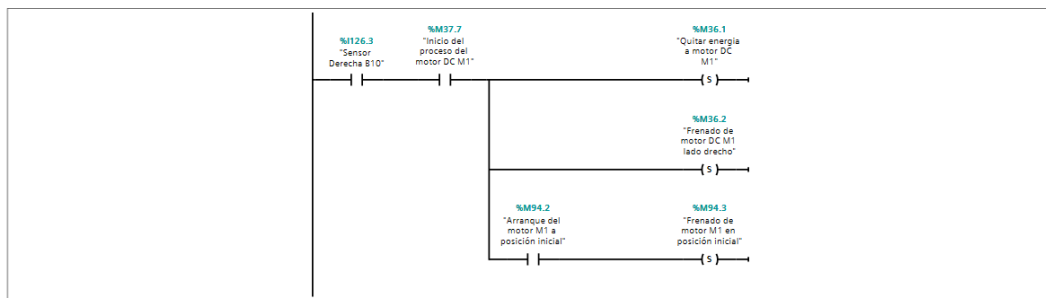 %I126.3
"Sensor
Derecha B10"
%M37.7
"Inicio del
proceso del
motor DC M1"
%M36.1
"Quitar energia
a motor DC
M1"
S
%M36.2
"Frenado de
motor DC M1
lado drecho"
S
%M94.2
"Arranque del
motor M1 a
posición inicial"
%M94.3
"Frenado de
motor M1 en
posición inicial"
S